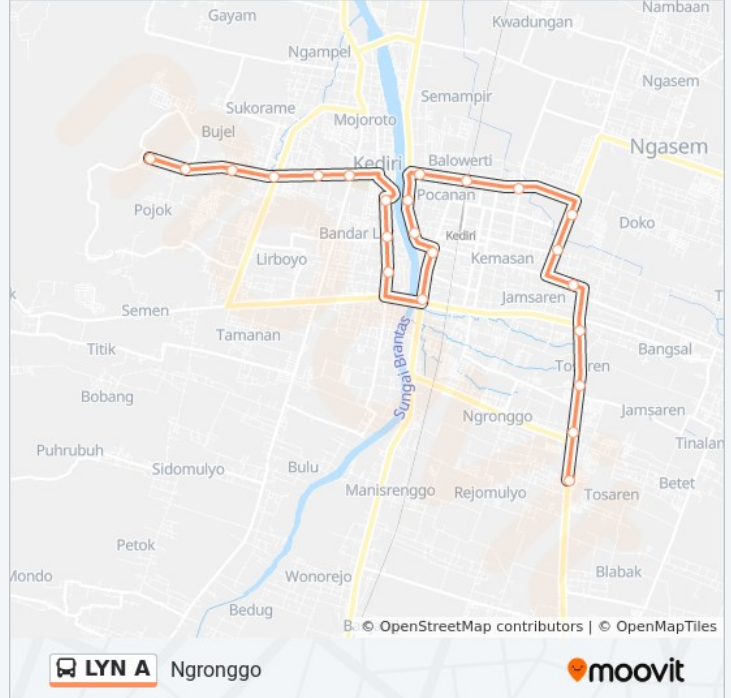 Gayam
Kwadungan
Nambaan
Ngampel
Ngasem
Semampir
Sukorame
Mojoroto
Bujel
Ngasem
Kediri
Balowerti
Pocanan
Pojok
Doko
Bandar L
Kediri
Lirboyo
Kemasan
Jamsaren
Semen
Tamanan
Sungai Brantas
Titik
Bangsal
Tosaren
Bobang
Jamsaren
Ngronggo
Tinalan
Puhrubuh
Sidomulyo
Bulu
Manisrenggo
Rejomulyo
Betet
Tosaren
Petok
Mondo
Wonorejo
Blabak
Bedug
© OpenStreetMap contributors | © OpenMapTiles
LYN A Ngronggo
moovit